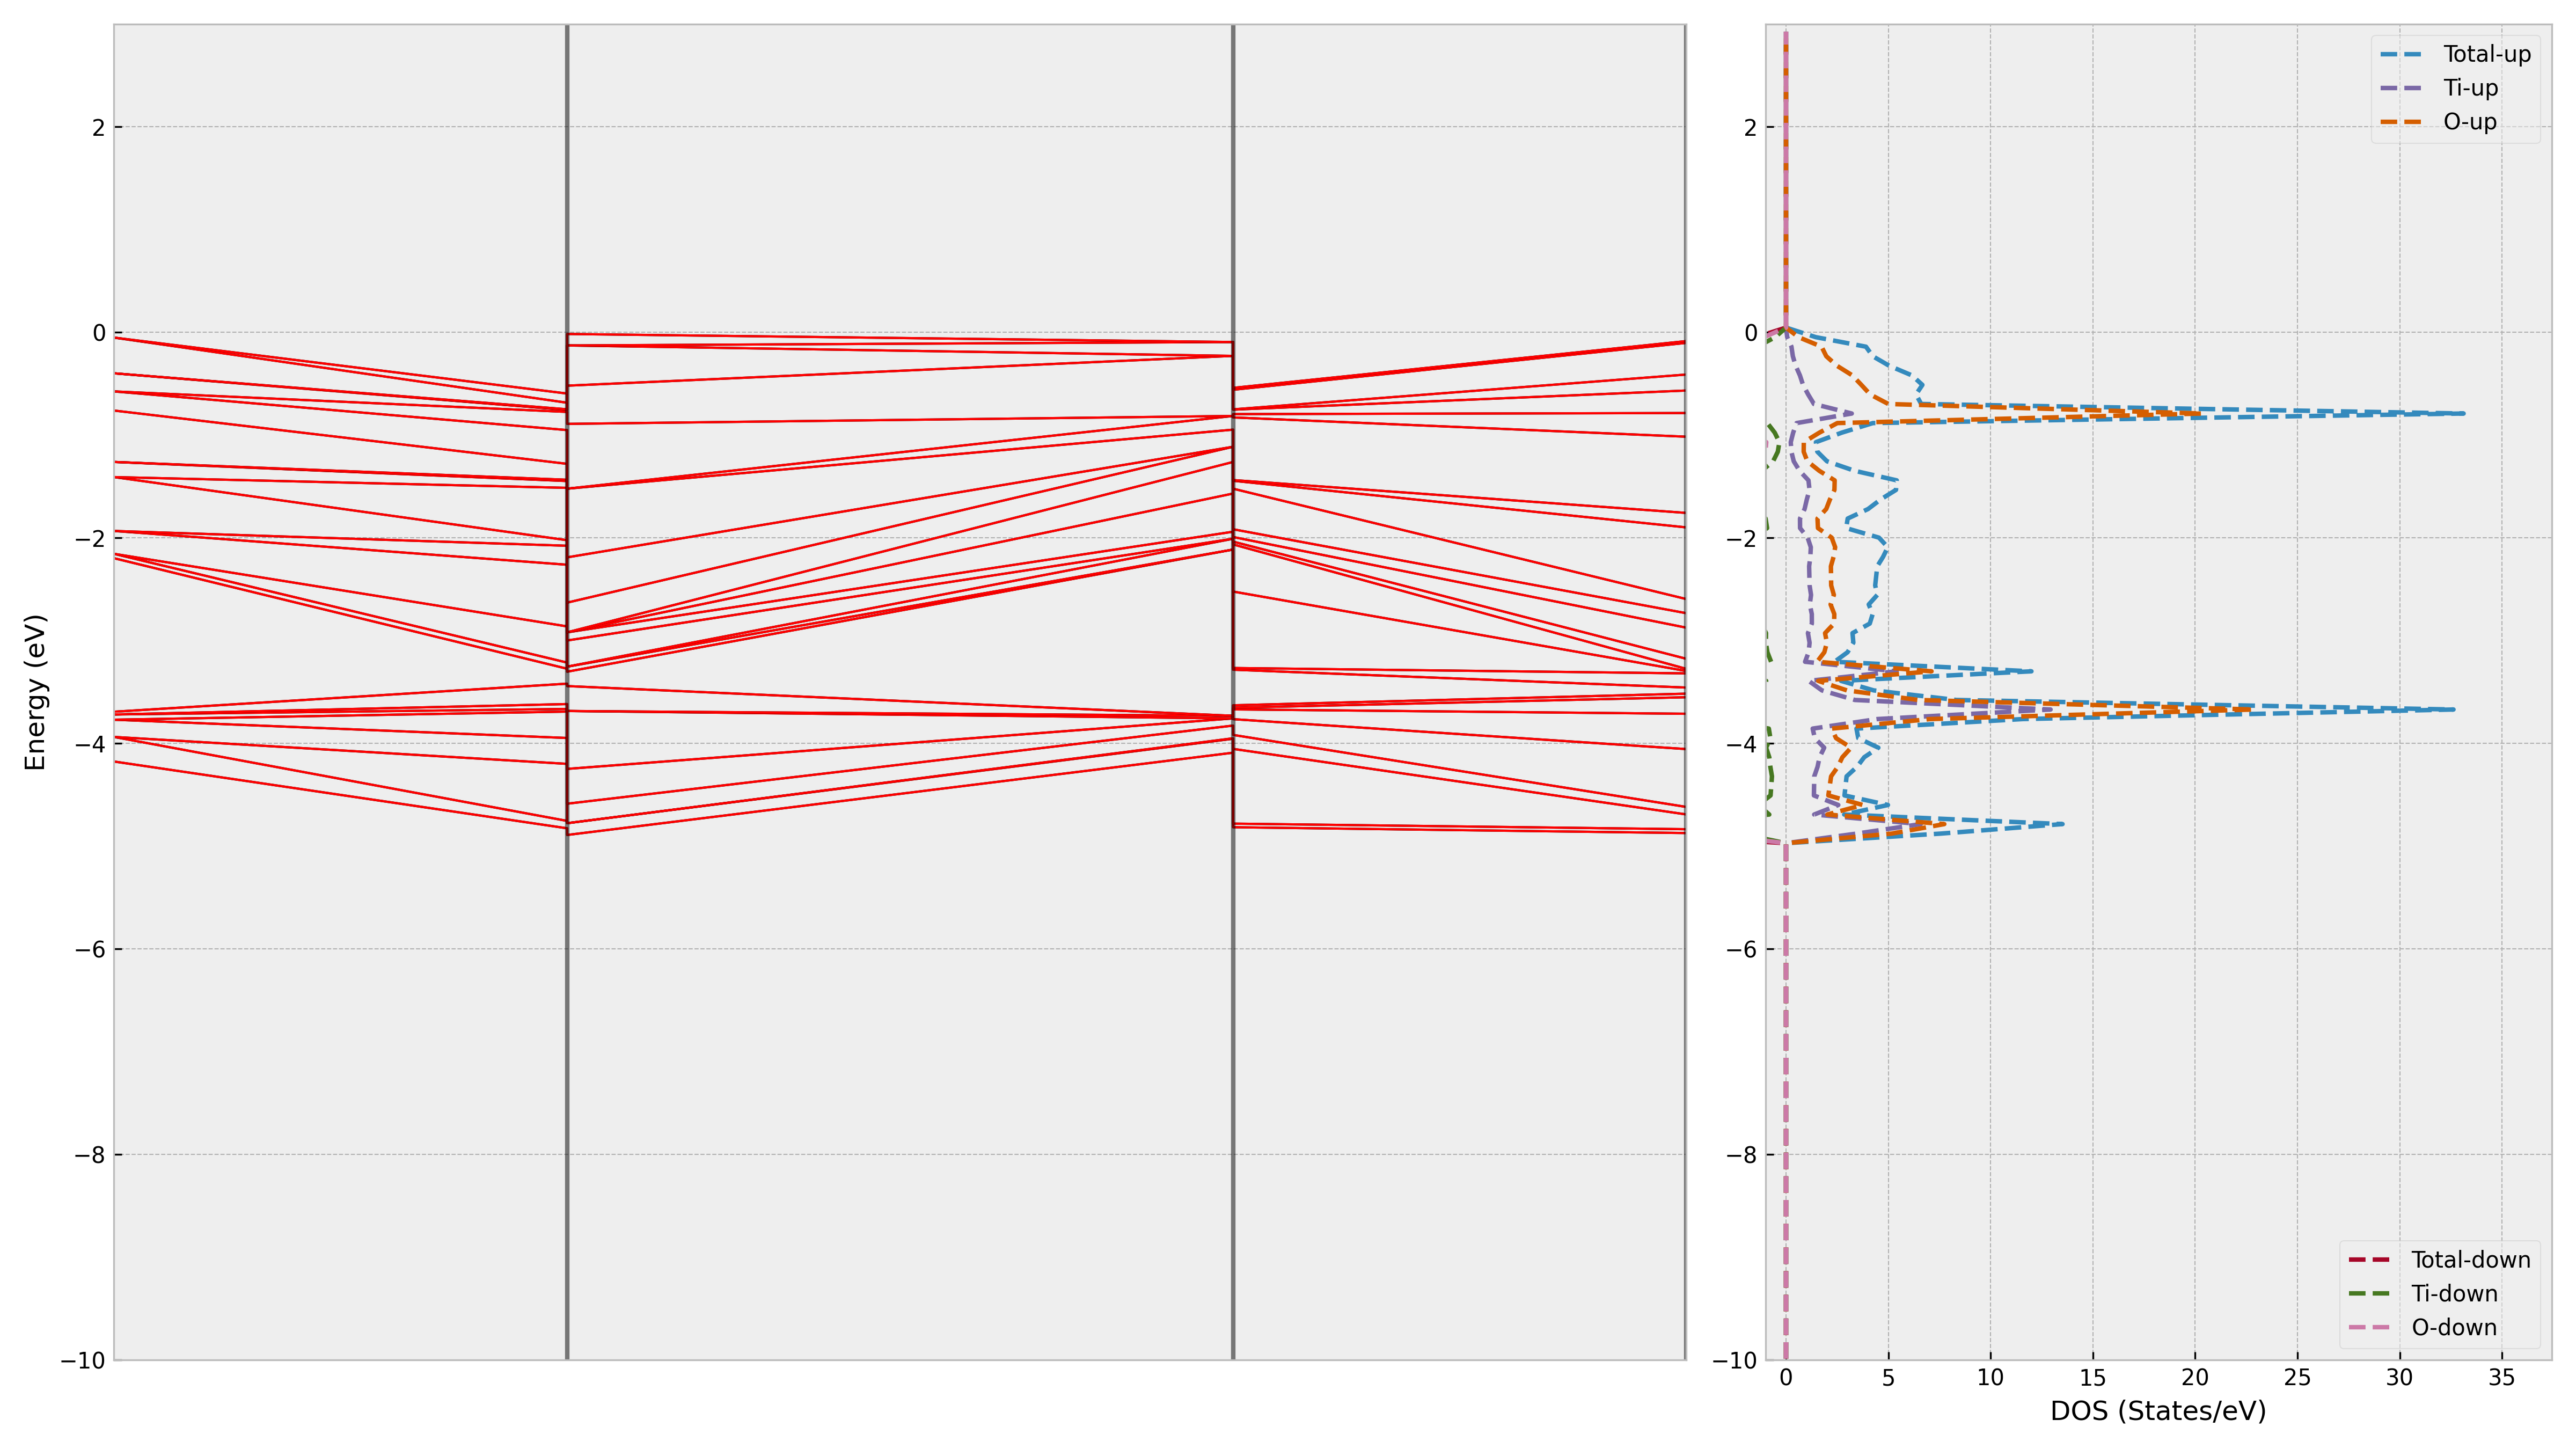 Energy (eV)
2
0
−2
−4
−6
−8
−10
2
0
−2
−4
−6
−8
−10
Total-up
Ti-up
O-up
Total-down
Ti-down
O-down
0 5 10 15 20 25 30 35
DOS (States/eV)